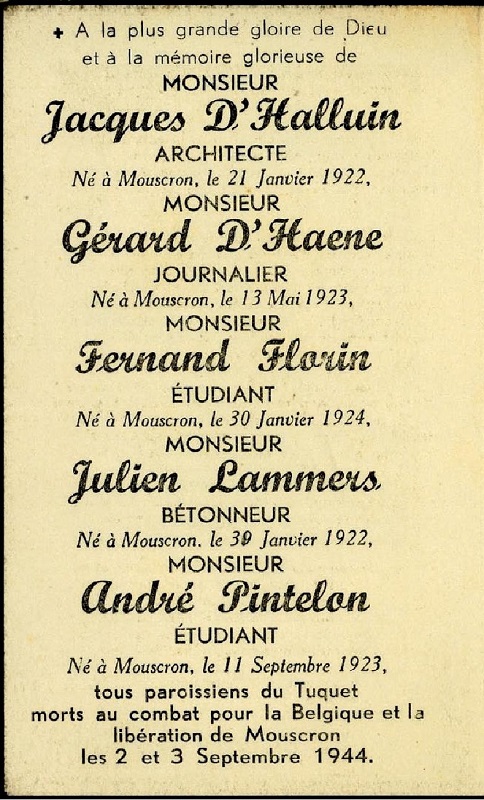 + A la plus grande gloire de Dieu
et à la mémoire glorieuse de
MONSIEUR
Jacques D'Halluin
ARCHITECTE
Né à Mouscron, le 21 Janvier 1922,
MONSIEUR
Gérard D'Haene
JOURNALIER
Né à Mouscron, le 13 Mai 1923,
MONSIEUR
Fernand Florin
ÉTUDIANT
Né à Mouscron, le 30 Janvier 1924,
MONSIEUR
Julien Lammers
BÉTONNEUR
Né à Mouscron. le Janvier 1922,
MONSIEUR
André Pintelon
ÉTUDIANT
Né à Mouscron, le 11 Septembre 1923,
tous paroissiens du Tuquet
morts au combat pour la Belgique et la
libération de Mouscron
les 2 et 3 Septembre 1944.